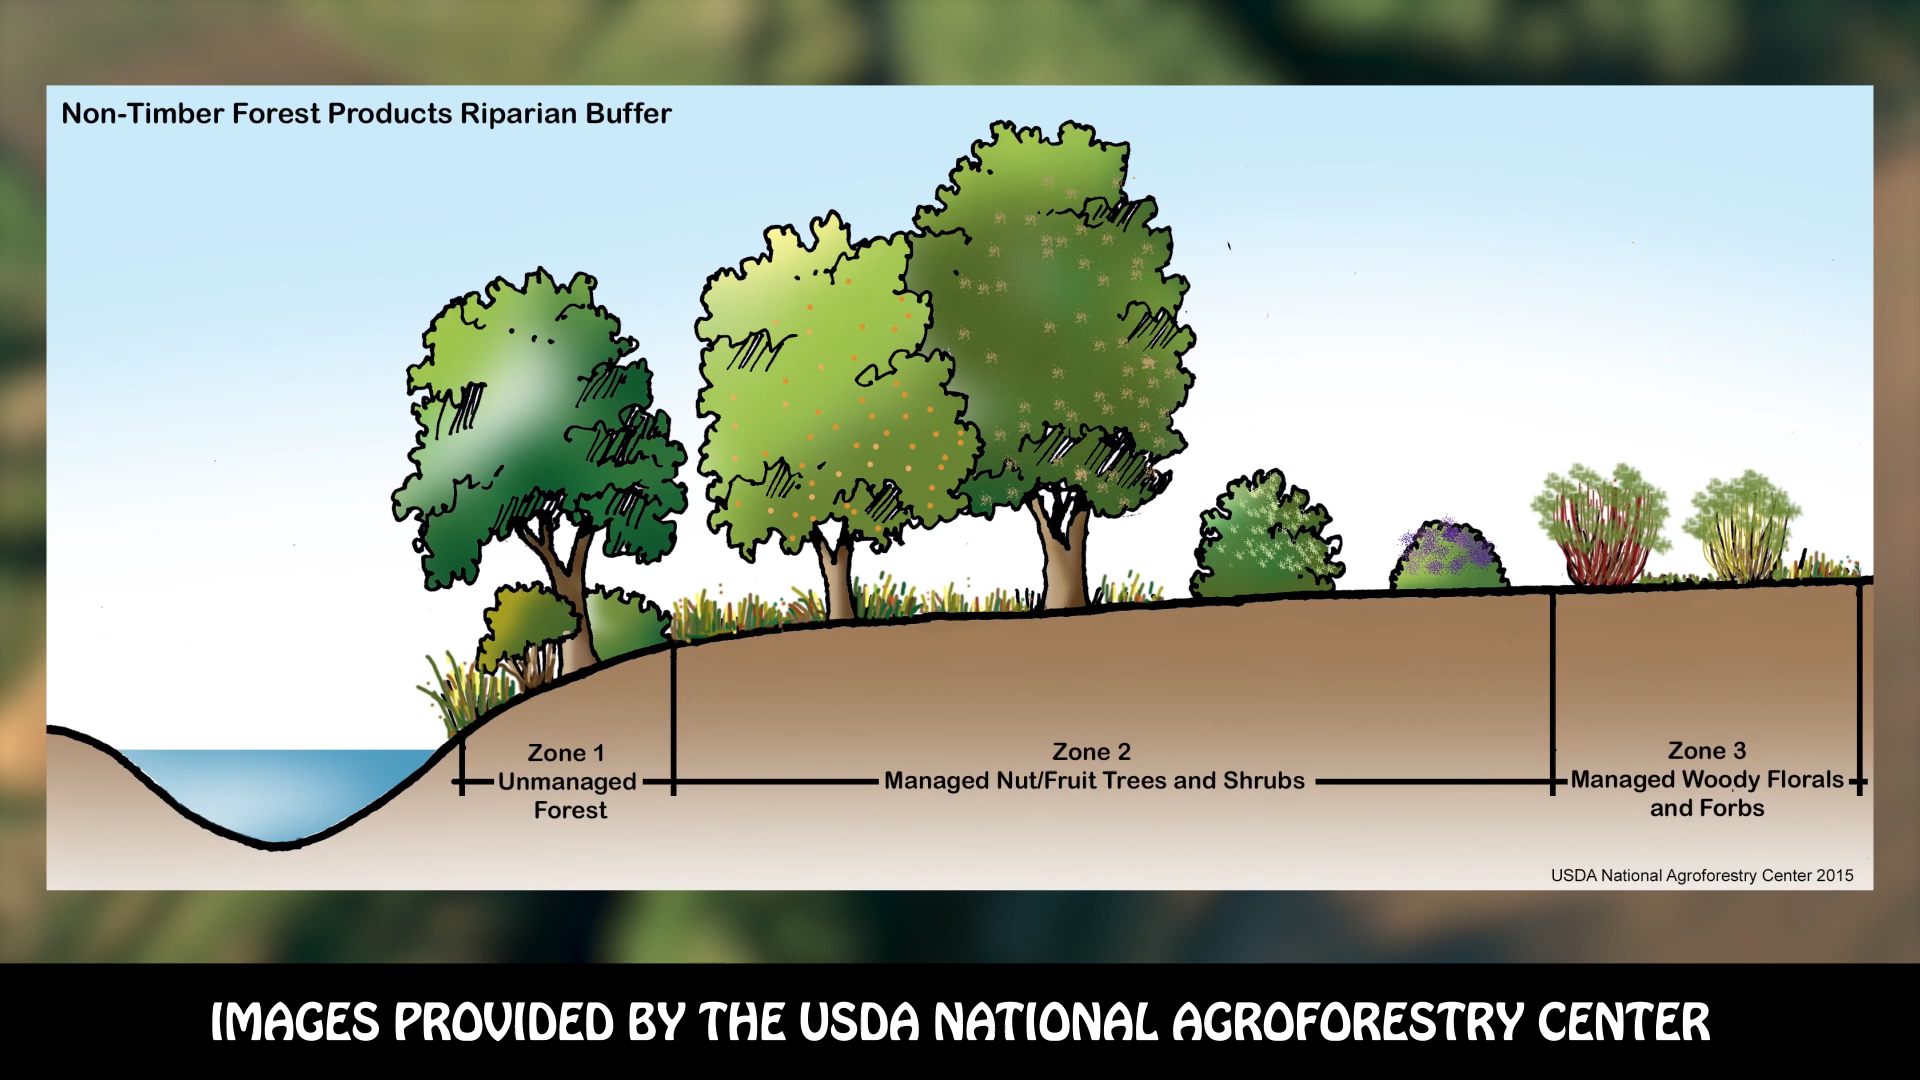 Non-Timber Forest Products Riparian Buffer
Zone 1
Unmanaged
Forest
Zone 2
Managed Nut/Fruit Trees and Shrubs
Zone 3
Managed Woody Florals
and Forbs
USDA National Agroforestry Center 2015
IMAGES PROVIDED BY THE USDA NATIONAL AGROFORESTRY CENTER